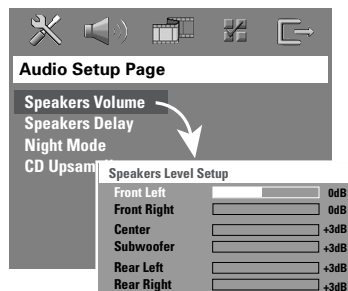 Audio Setup Page
Speakers Volume
Speakers Delay
Night Mode
CD
Speakers Level Setup
Front Left 0dB
Front Right 0dB
Center +3dB
Subwoofer +3dB
Rear Left +3dB
Rear Right +3dB